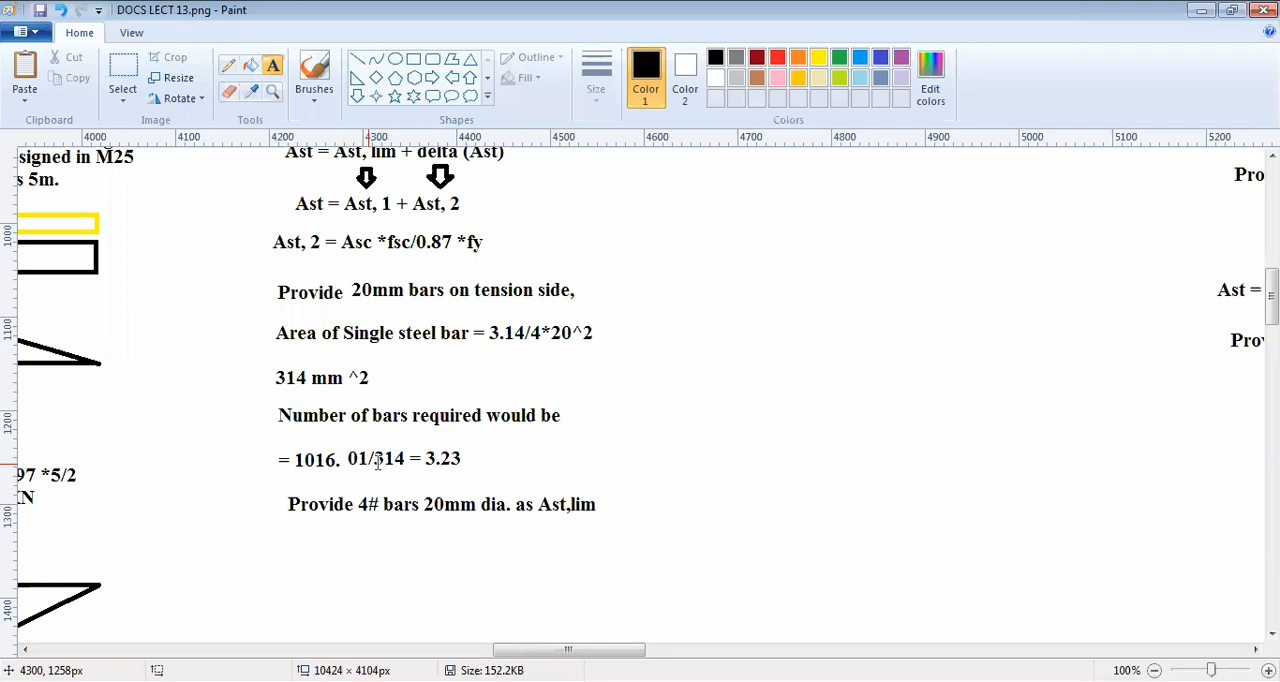 DOCS LECT 13.png - Paint
Home View
Paste
Cut
Copy
Clipboard
Select
Crop
Resize
Rotate
Image
A
Tools
Brushes
Outline
Fill
Shapes
Size
Color 1
Color 2
Edit colors
Colors
4000 4100 4200 4300 4400 4500 4600 4700 4800 4900 5000 5100 5200
1000
1100
1200
1300
1400
signed in M25
s 5m.
97 *5/2
KN
Ast = Ast, lim + delta (Ast)
Ast = Ast, 1 + Ast, 2
Ast, 2 = Asc *fsc/0.87 *fy
Provide 20mm bars on tension side,
Area of Single steel bar = 3.14/4*20^2
314 mm ^2
Number of bars required would be
= 1016. 01/314 = 3.23
Provide 4# bars 20mm dia. as Ast,lim
Pro
Ast =
Pro
4300, 1258px
10424 × 4104px
Size: 152.2KB
100%